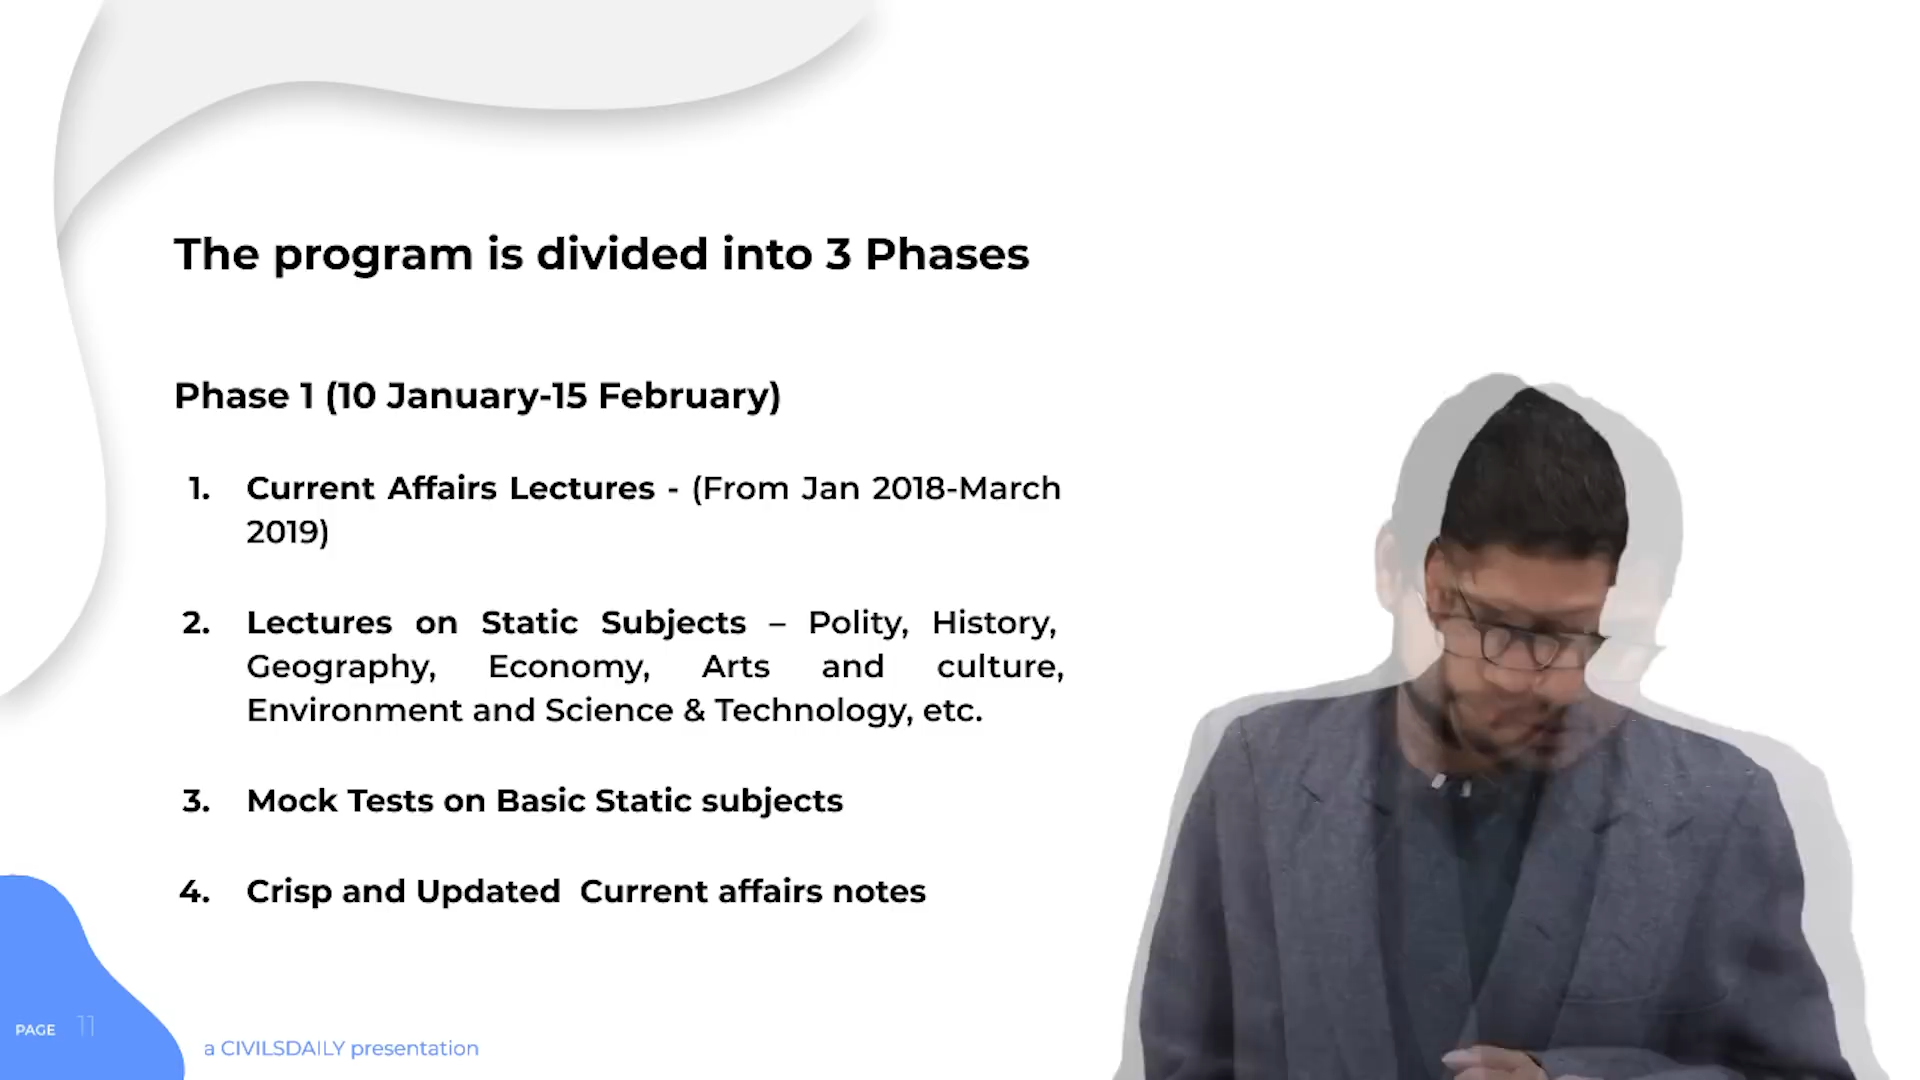 The program is divided into 3 Phases
Phase 1 (10 January-15 February)
1. Current Affairs Lectures - (From Jan 2018-March
2019)
2. Lectures on Static Subjects – Polity, History,
Geography, Economy, Arts and culture,
Environment and Science & Technology, etc.
3. Mock Tests on Basic Static subjects
4. Crisp and Updated Current affairs notes
PAGE 11
a CIVILSDAILY presentation